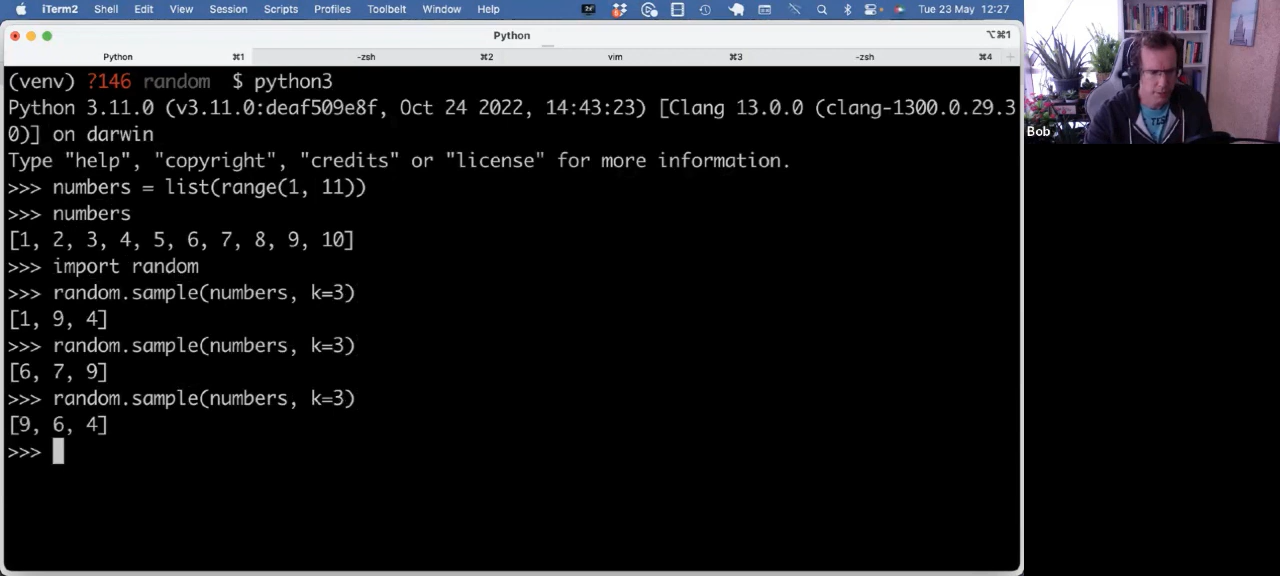 iTerm2 Shell Edit View Session Scripts Profiles Toolbelt Window Help Tue 23 May 12:27
Python ⌥⌘1
Python ⌘1 -zsh ⌘2 vim ⌘3 -zsh ⌘4
(venv) ?146 random $ python3
Python 3.11.0 (v3.11.0:deaf509e8f, Oct 24 2022, 14:43:23) [Clang 13.0.0 (clang-1300.0.29.3
0)] on darwin
Type "help", "copyright", "credits" or "license" for more information.
>>> numbers = list(range(1, 11))
>>> numbers
[1, 2, 3, 4, 5, 6, 7, 8, 9, 10]
>>> import random
>>> random.sample(numbers, k=3)
[1, 9, 4]
>>> random.sample(numbers, k=3)
[6, 7, 9]
>>> random.sample(numbers, k=3)
[9, 6, 4]
>>>
Bob